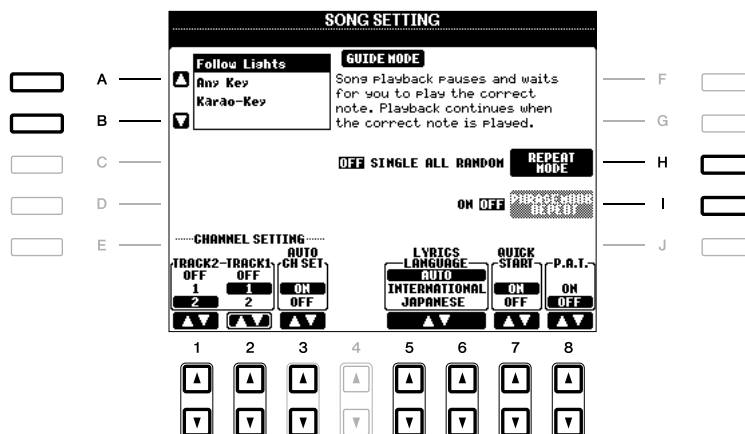 SONG SETTING
Follow Lights
Any Key
Karao-Key
GUIDE MODE
Song playback pauses and waits
for you to play the correct
note. Playback continues when
the correct note is played.
A
B
C
D
E
F
G
H
I
J
OFF SINGLE ALL RANDOM REPEAT MODE
ON OFF PHRASE MARK REPEAT
CHANNEL SETTING
TRACK2 TRACK1 AUTO CH SET
OFF OFF
1 1 ON
2 2 OFF
LYRICS LANGUAGE
AUTO
INTERNATIONAL
JAPANESE
QUICK START
ON
OFF
P.A.T.
ON
OFF
1 2 3 4 5 6 7 8